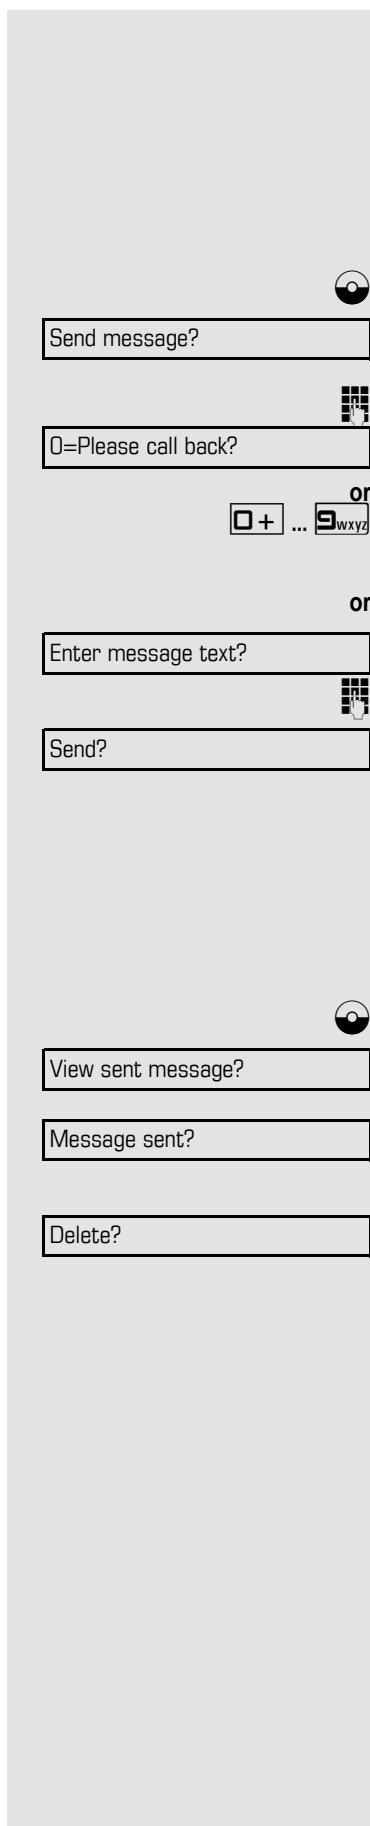 Send message?
0=Please call back?
or
0+ ... 9wxyz
or
Enter message text?
Send?
View sent message?
Message sent?
Delete?